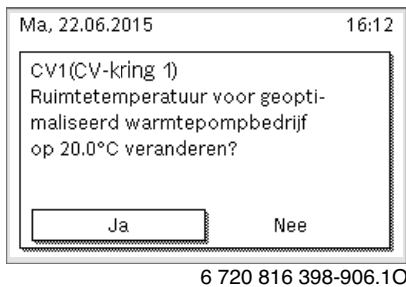 Ma, 22.06.2015 16:12
CV1(CV-kring 1)
Ruimtetemperatuur voor geopti-
maliseerd warmtepompbedrijf
op 20.0°C veranderen?
Ja Nee
6 720 816 398-906.1O